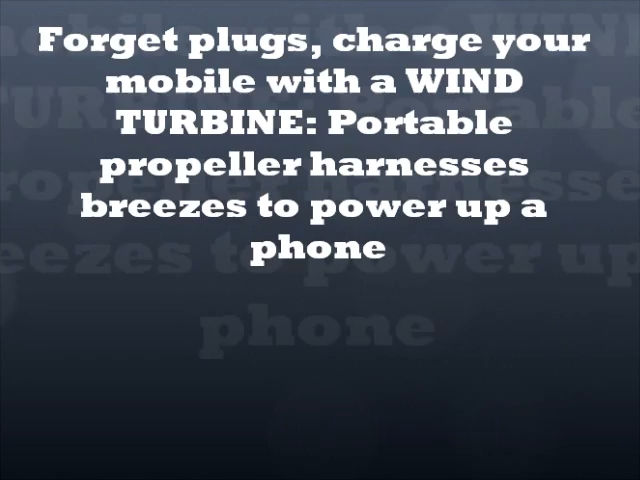 Forget plugs, charge your
mobile with a WIND
TURBINE: Portable
propeller harnesses
breezes to power up a
phone